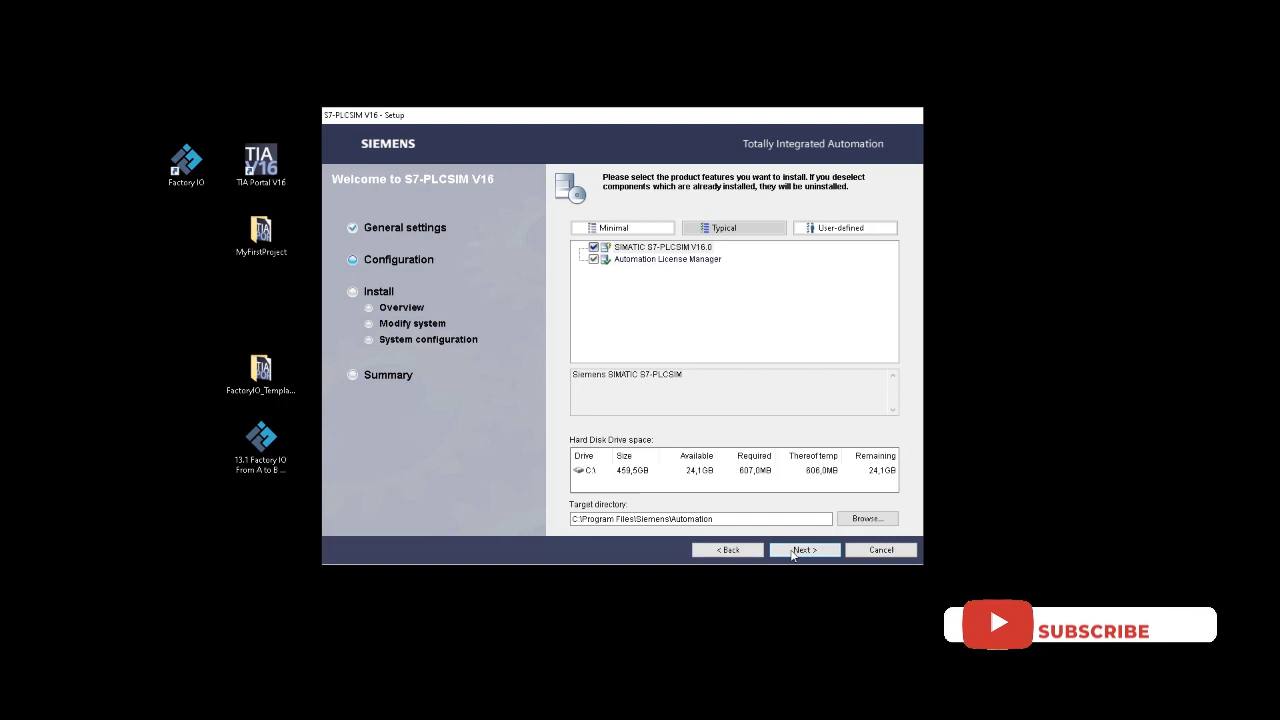 S7-PLCSIM V16 - Setup
SIEMENS
Totally Integrated Automation
Welcome to S7-PLCSIM V16
General settings
Configuration
Install
Overview
Modify system
System configuration
Summary
Please select the product features you want to install. If you deselect
components which are already installed, they will be uninstalled.
Minimal
Typical
User-defined
SIMATIC S7-PLCSIM V16.0
Automation License Manager
Siemens SIMATIC S7-PLCSIM
Hard Disk Drive space:
Drive Size Available Required Thereof temp Remaining
C:\ 459,5GB 24,1GB 607,0MB 606,0MB 24,1GB
Target directory:
C:\Program Files\Siemens\Automation
Browse...
< Back
Next >
Cancel
Factory IO
TIA V16
TIA Portal V16
MyFirstProject
FactoryIO_Templa...
13.1 Factory IO
From A to B ...
SUBSCRIBE